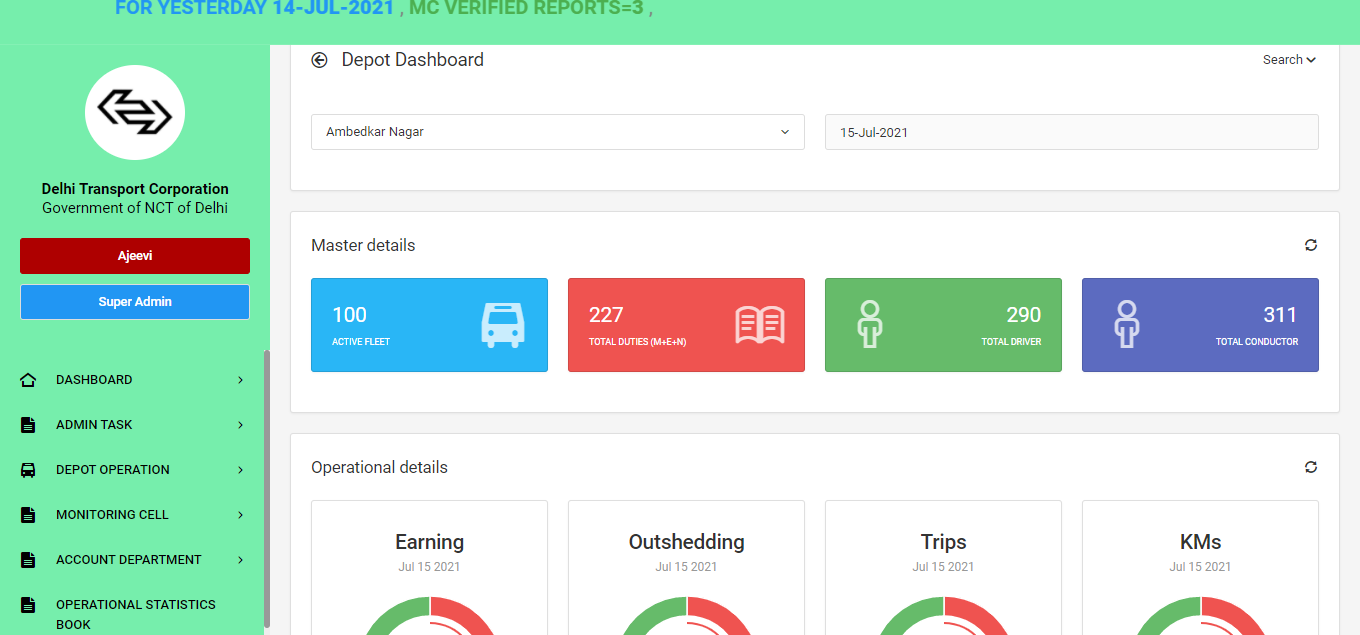 FOR YESTERDAY 14-JUL-2021 , MC VERIFIED REPORTS=3 ,
Depot Dashboard
Search
Ambedkar Nagar
15-Jul-2021
Delhi Transport Corporation
Government of NCT of Delhi
Ajeevi
Super Admin
DASHBOARD
ADMIN TASK
DEPOT OPERATION
MONITORING CELL
ACCOUNT DEPARTMENT
OPERATIONAL STATISTICS
BOOK
Master details
100
ACTIVE FLEET
227
TOTAL DUTIES (M+E+N)
290
TOTAL DRIVER
311
TOTAL CONDUCTOR
Operational details
Earning
Jul 15 2021
Outshedding
Jul 15 2021
Trips
Jul 15 2021
KMs
Jul 15 2021